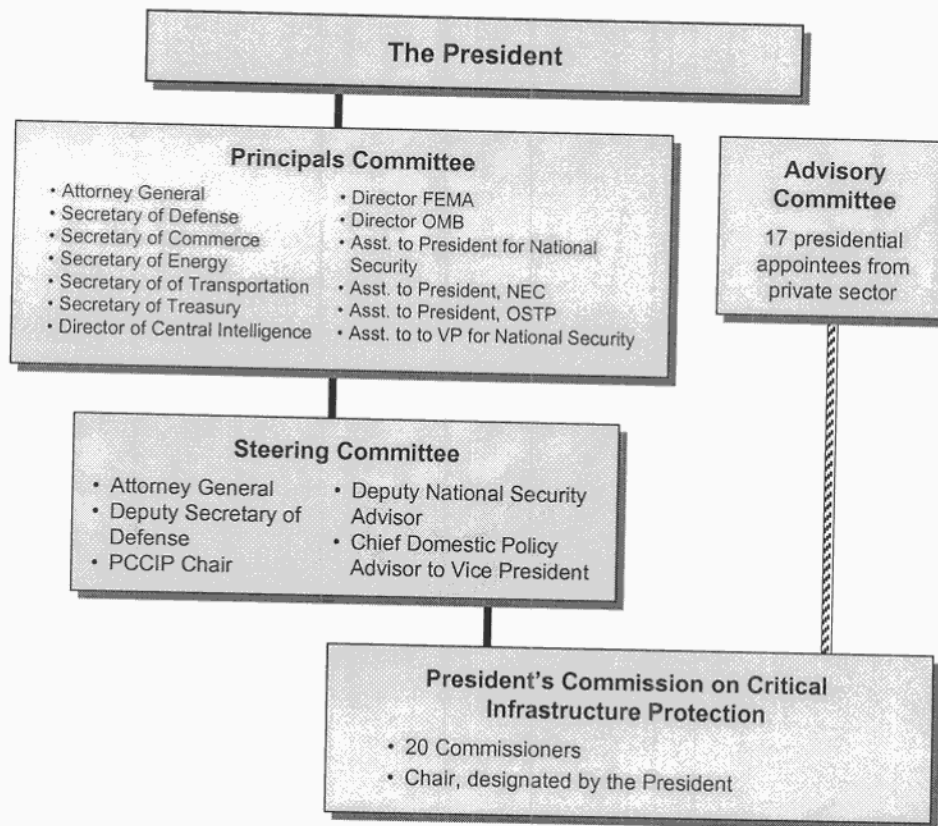 The President
Principals Committee
• Attorney General
• Secretary of Defense
• Secretary of Commerce
• Secretary of Energy
• Secretary of of Transportation
• Secretary of Treasury
• Director of Central Intelligence
• Director FEMA
• Director OMB
• Asst. to President for National
Security
• Asst. to President, NEC
• Asst. to President, OSTP
• Asst. to to VP for National Security
Advisory
Committee
17 presidential
appointees from
private sector
Steering Committee
• Attorney General
• Deputy Secretary of
Defense
• PCCIP Chair
• Deputy National Security
Advisor
• Chief Domestic Policy
Advisor to Vice President
President's Commission on Critical
Infrastructure Protection
• 20 Commissioners
• Chair, designated by the President